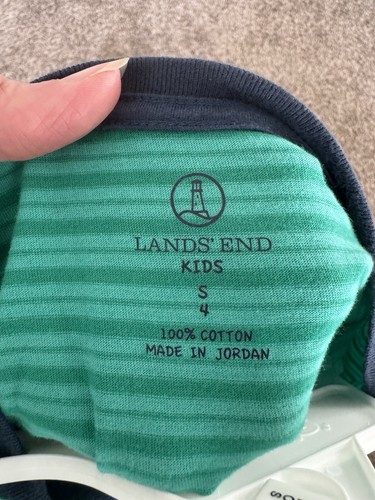 LANDS' END
KIDS
S
4
100% COTTON
MADE IN JORDAN